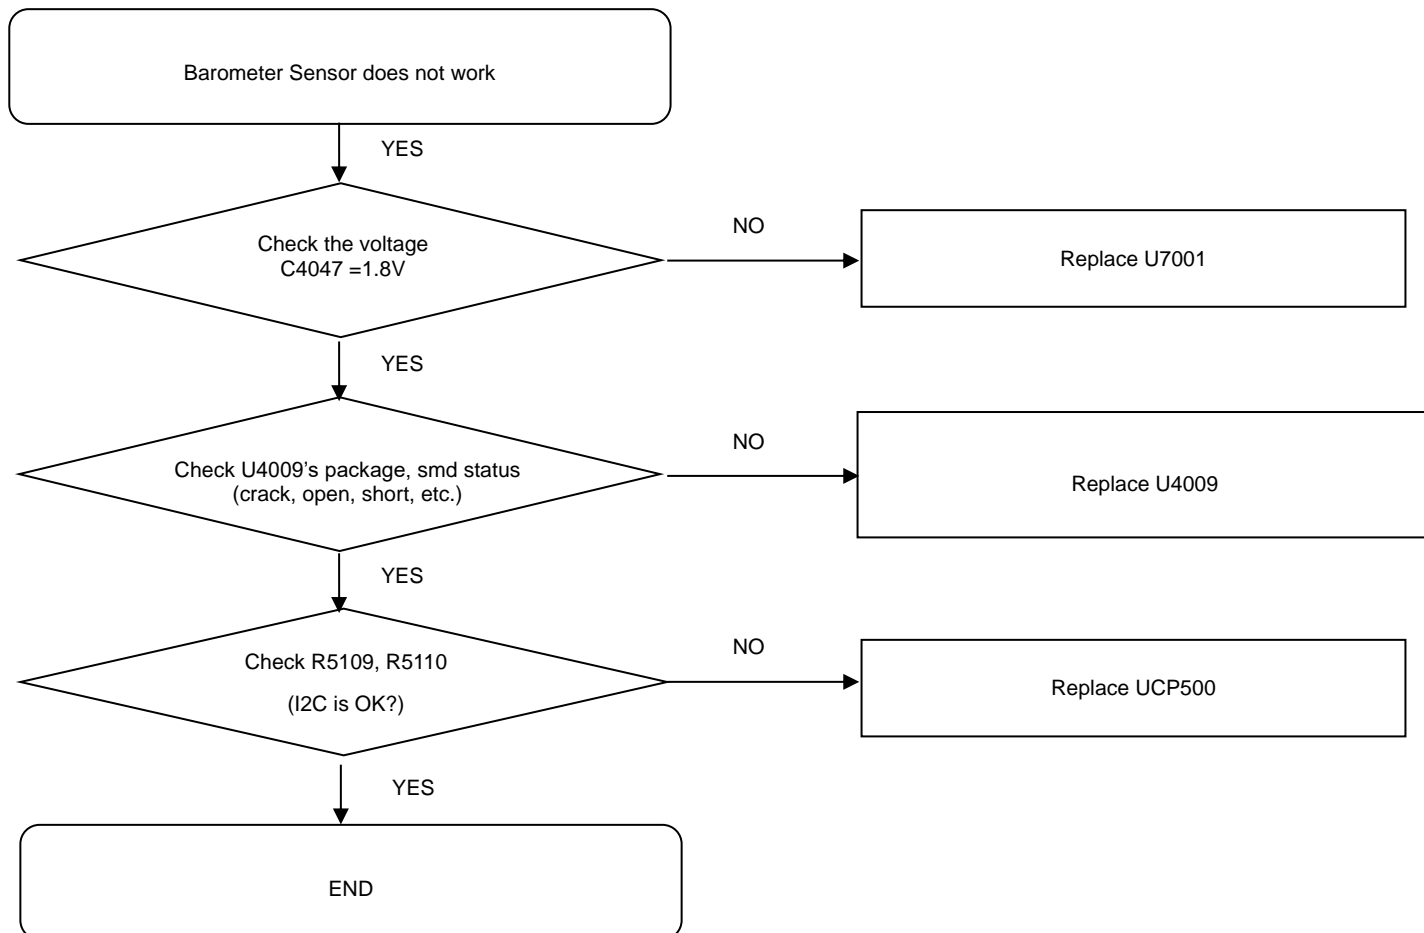 Barometer Sensor does not work
YES
Check the voltage
C4047 =1.8V
NO
Replace U7001
YES
Check U4009’s package, smd status
(crack, open, short, etc.)
NO
Replace U4009
YES
Check R5109, R5110
(I2C is OK?)
NO
Replace UCP500
YES
END